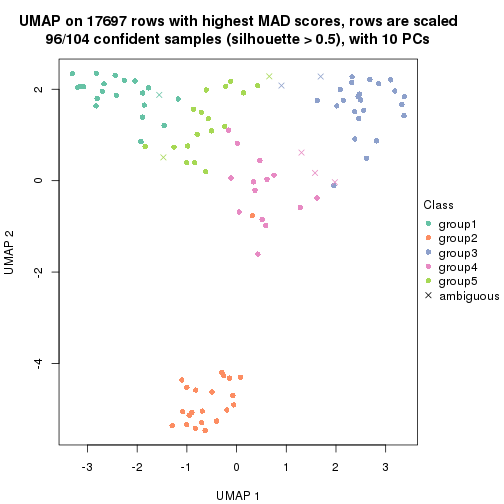 UMAP on 17697 rows with highest MAD scores, rows are scaled
96/104 confident samples (silhouette > 0.5), with 10 PCs
2
0
-2
-4
UMAP 2
-3 -2 -1 0 1 2 3
UMAP 1
Class
group1
group2
group3
group4
group5
ambiguous